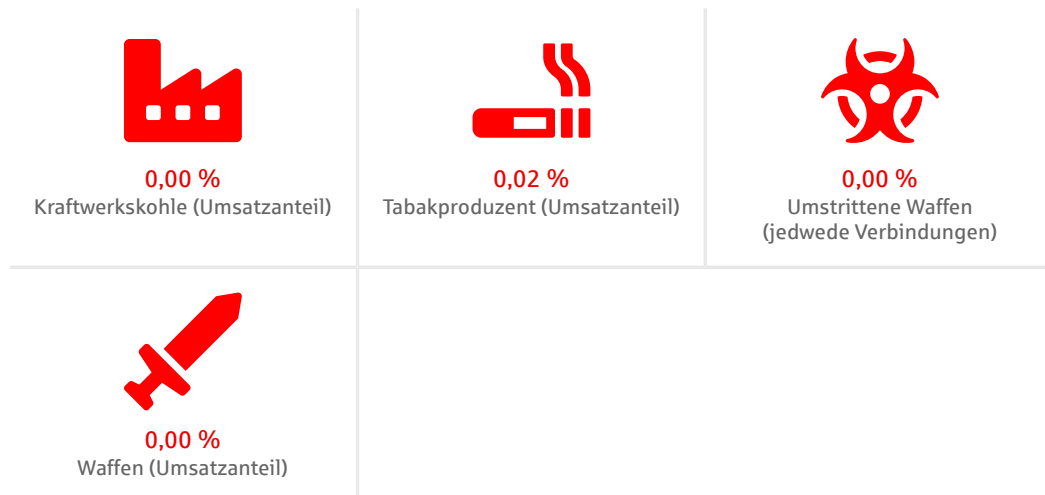 0,00 %
Kraftwerkskohle (Umsatzanteil)
0,02 %
Tabakproduzent (Umsatzanteil)
0,00 %
Umstrittene Waffen
(jedwede Verbindungen)
0,00 %
Waffen (Umsatzanteil)